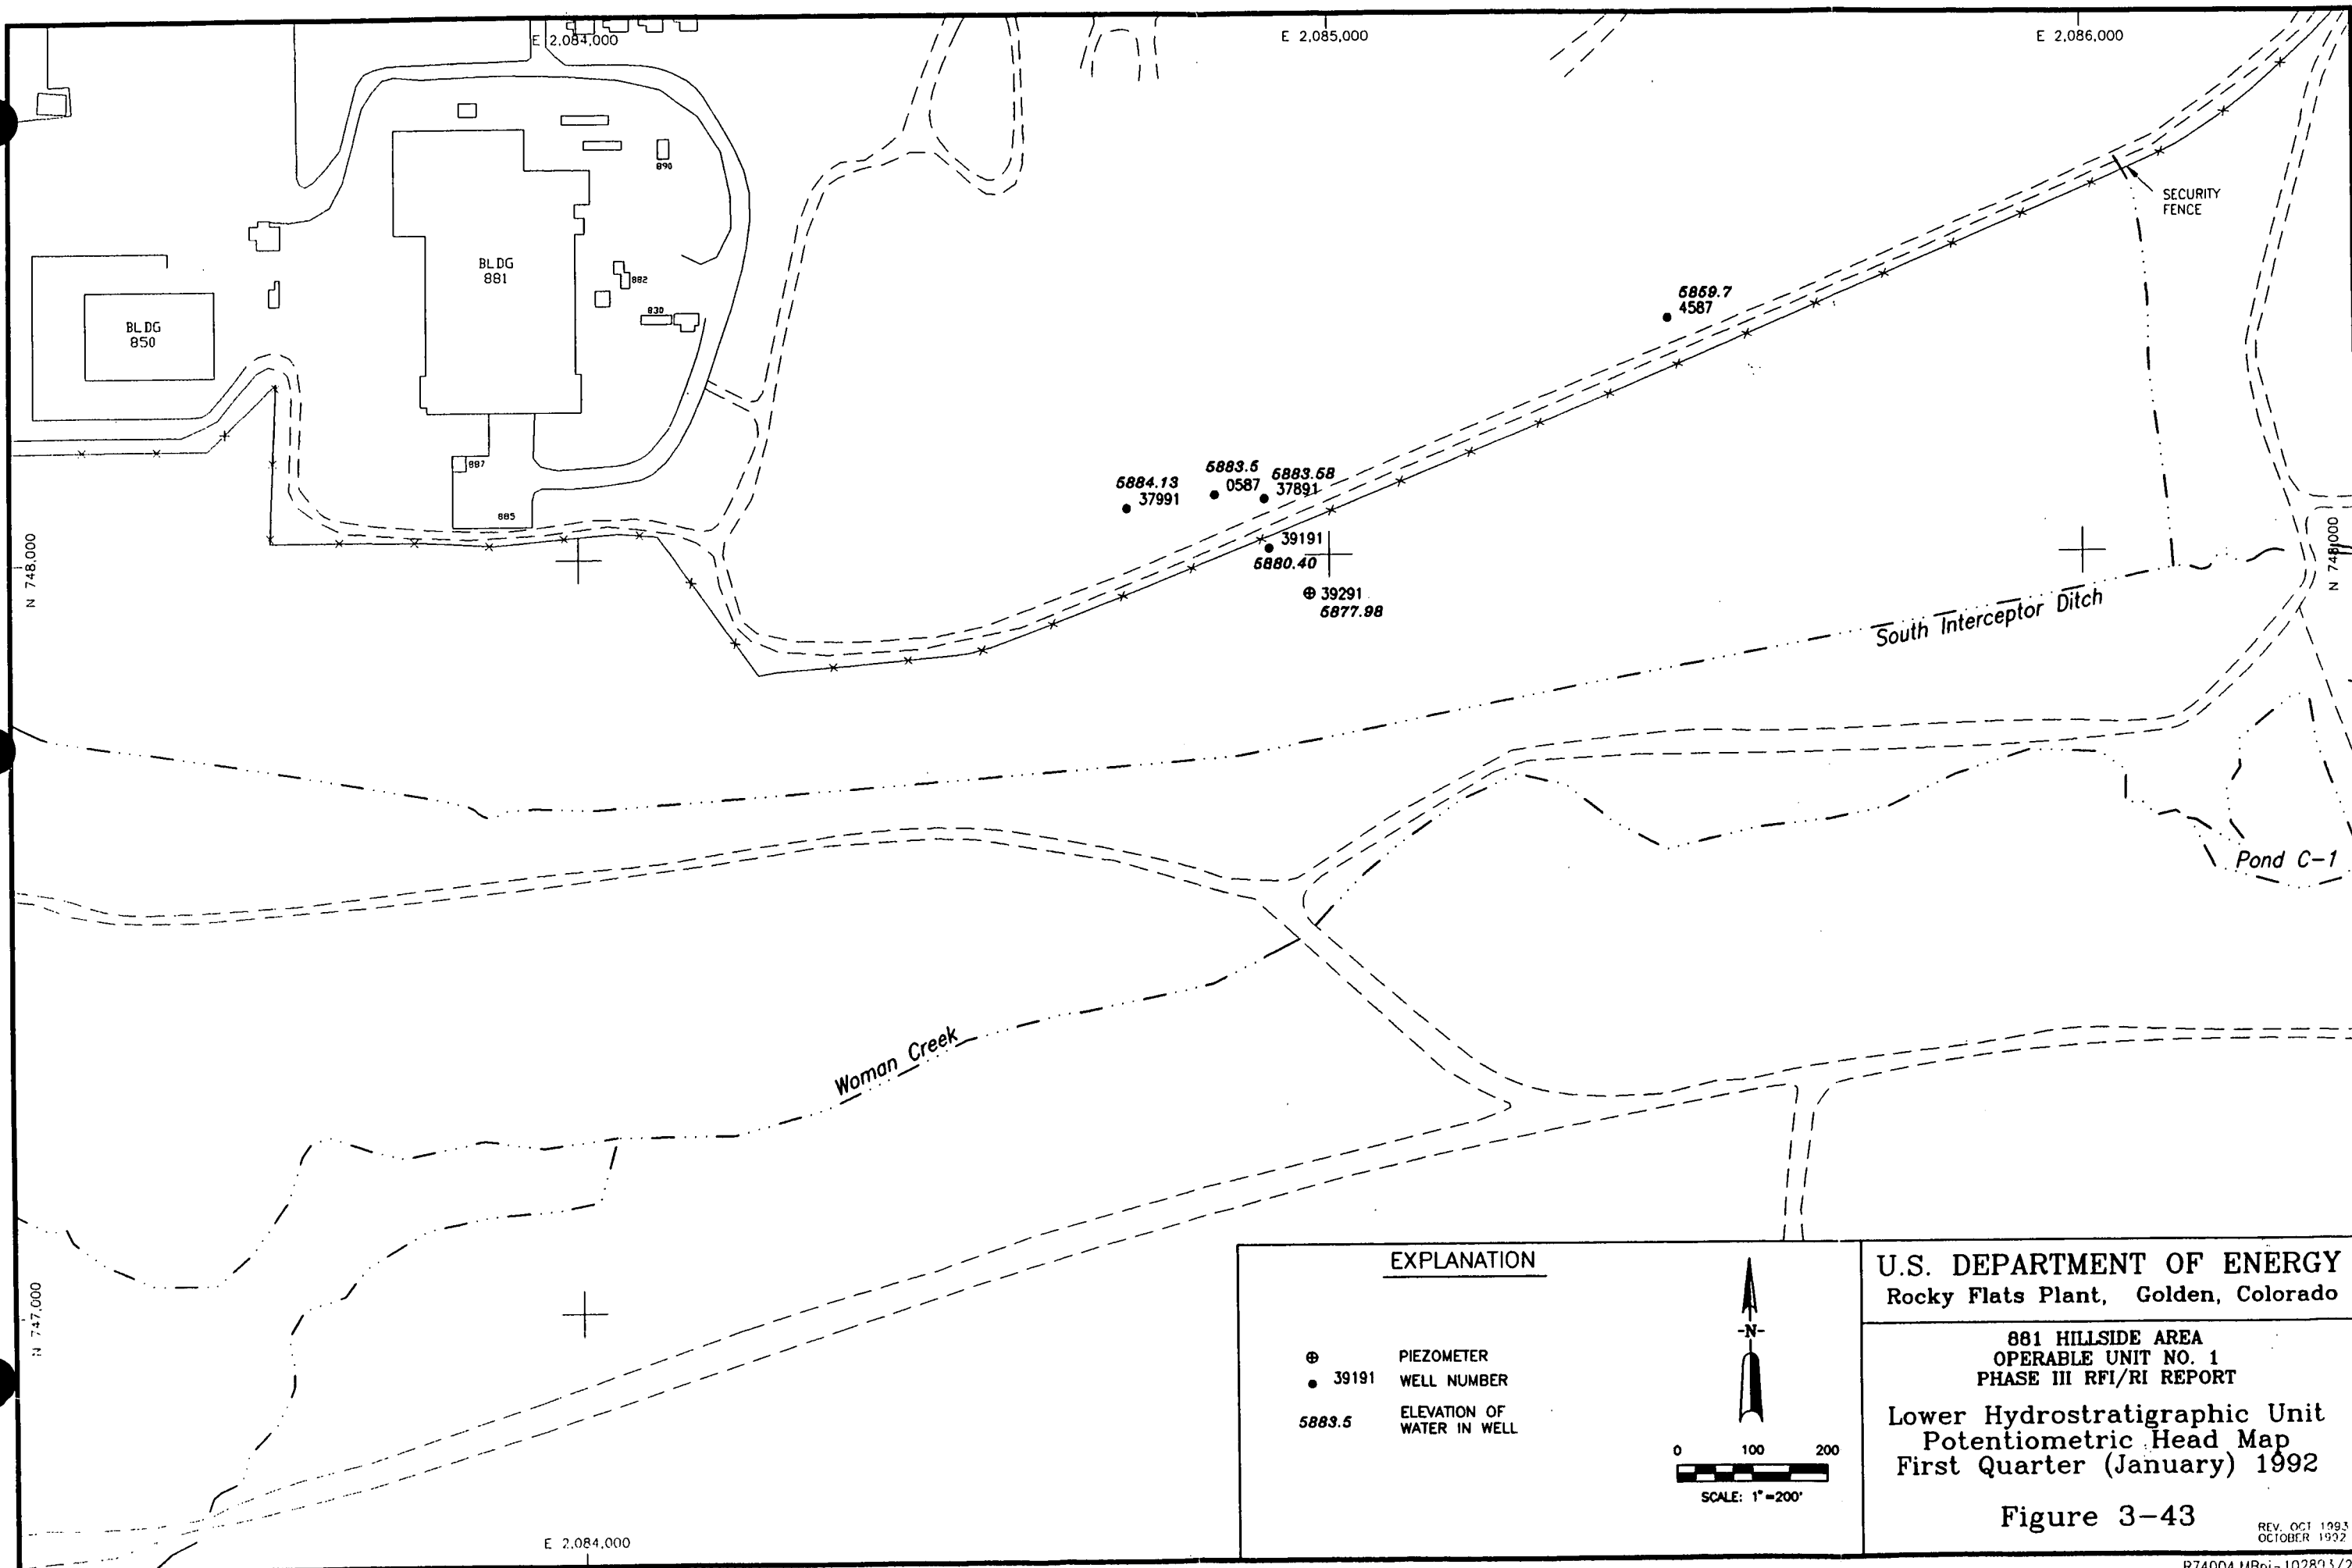 E 2,084,000
E 2,085,000
E 2,086,000
SECURITY
FENCE
890
BLDG
881
882
830
BLDG
850
5859.7
4587
887
885
5884.13
37991
5883.5
0587
5883.58
37891
39191
5880.40
39291
5877.98
N 748,000
N 748,000
South Interceptor Ditch
Pond C-1
Woman Creek
N 747,000
E 2,084,000
EXPLANATION
PIEZOMETER
39191 WELL NUMBER
5883.5 ELEVATION OF
WATER IN WELL
-N-
0 100 200
SCALE: 1"=200'
U.S. DEPARTMENT OF ENERGY
Rocky Flats Plant, Golden, Colorado
881 HILLSIDE AREA
OPERABLE UNIT NO. 1
PHASE III RFI/RI REPORT
Lower Hydrostratigraphic Unit
Potentiometric Head Map
First Quarter (January) 1992
Figure 3-43
REV. OCT 1993
OCTOBER 1992